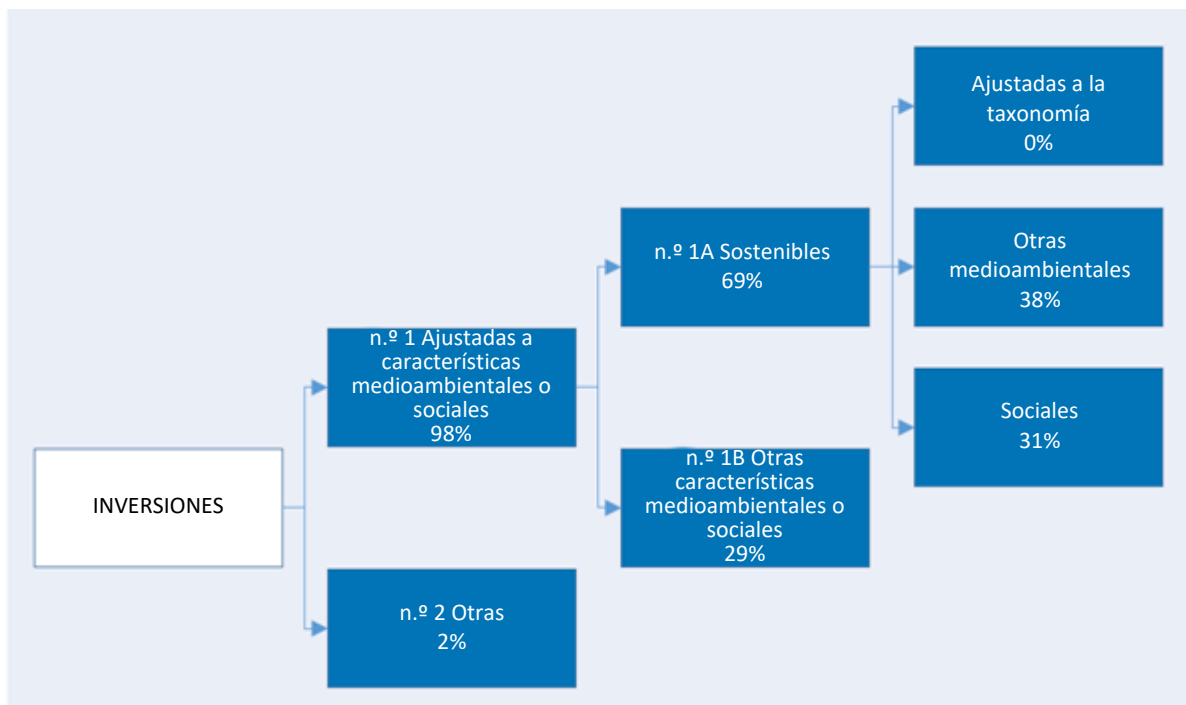 INVERSIONES
n.º 1 Ajustadas a
características
medioambientales o
sociales
98%
n.º 2 Otras
2%
n.º 1A Sostenibles
69%
n.º 1B Otras
características
medioambientales o
sociales
29%
Ajustadas a la
taxonomía
0%
Otras
medioambientales
38%
Sociales
31%